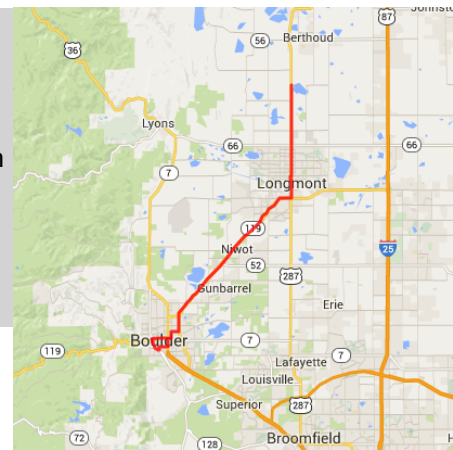 87
Johnst
56
Berthoud
36
Lyons
n
66
66
7
Longmont
119
Niwot
25
52
287
Gunbarrel
Erie
Boulder
7
119
Lafayette
7
Louisville
Superior
287
72
128
Broomfield
H